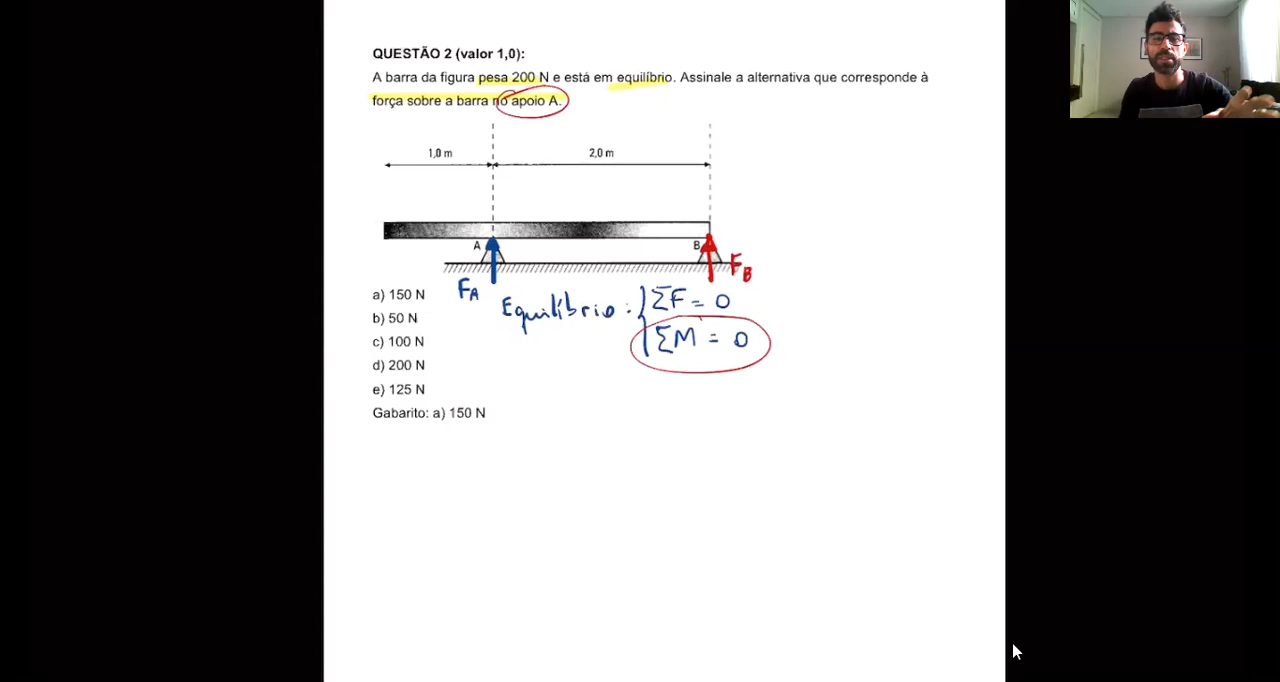 QUESTÃO 2 (valor 1,0):
A barra da figura pesa 200 N e está em equilíbrio. Assinale a alternativa que corresponde à
força sobre a barra no apoio A.
1,0 m 2,0 m
A B
F_B
F_A
Equilíbrio: { ΣF = 0
ΣM = 0
a) 150 N
b) 50 N
c) 100 N
d) 200 N
e) 125 N
Gabarito: a) 150 N